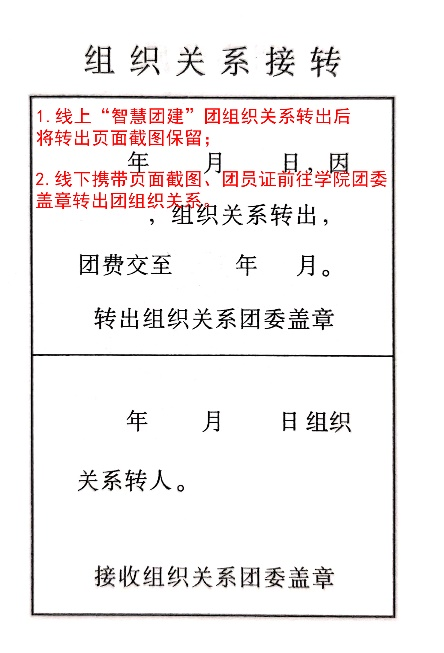 组织关系接转
1.线上“智慧团建”团组织关系转出后
将转出页面截图保留；
年 月 日，因
2.线下携带页面截图、团员证前往学院团委
盖章转出团组织关系。
，组织关系转出，
团费交至 年 月。
转出组织关系团委盖章
年 月 日组织
关系转人。
接收组织关系团委盖章